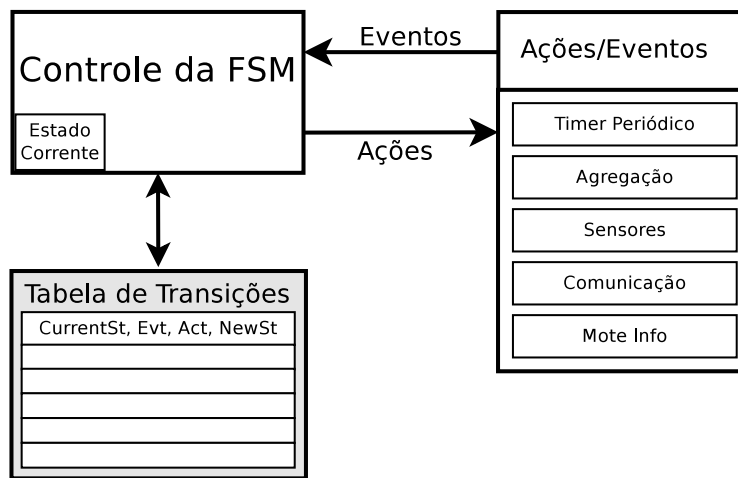 Controle da FSM
Estado
Corrente
Eventos
Ações
Ações/Eventos
Timer Periódico
Agregação
Sensores
Comunicação
Mote Info
Tabela de Transições
CurrentSt, Evt, Act, NewSt